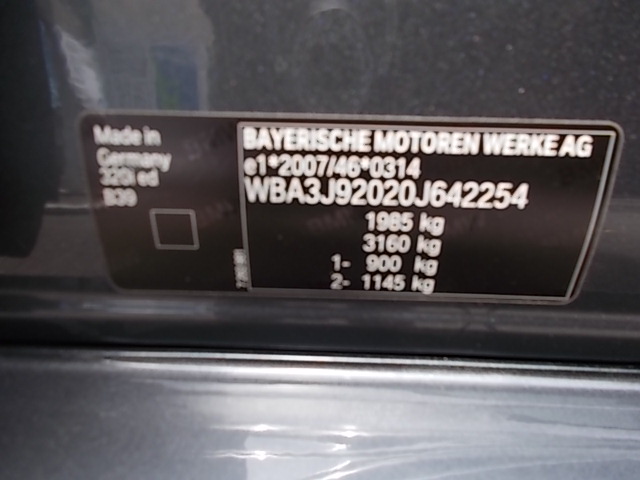 Made in
Germany
320i ed
B39
BAYERISCHE MOTOREN WERKE AG
e1*2007/46*0314
WBA3J92020J642254
1985 kg
3160 kg
1- 900 kg
2- 1145 kg